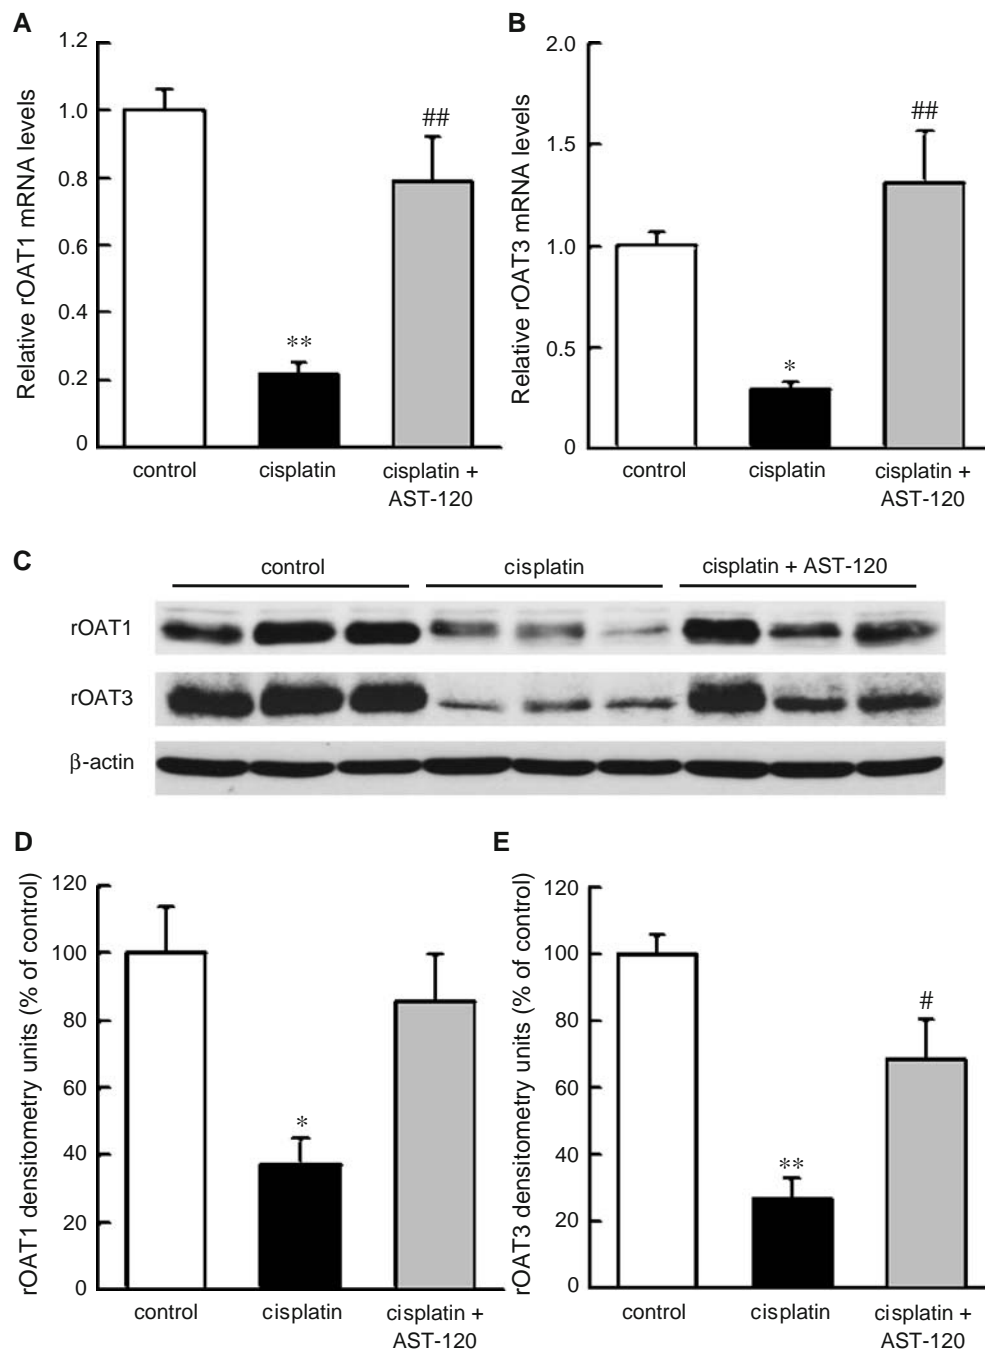 A
Relative rOAT1 mRNA levels
1.2
1.0
0.8
0.6
0.4
0.2
0
**
##
control
cisplatin
cisplatin +
AST-120
B
Relative rOAT3 mRNA levels
2.0
1.5
1.0
0.5
0
*
##
control
cisplatin
cisplatin +
AST-120
C
control
cisplatin
cisplatin + AST-120
rOAT1
rOAT3
β-actin
D
rOAT1 densitometry units (% of control)
120
100
80
60
40
20
0
*
control
cisplatin
cisplatin +
AST-120
E
rOAT3 densitometry units (% of control)
120
100
80
60
40
20
0
**
#
control
cisplatin
cisplatin +
AST-120